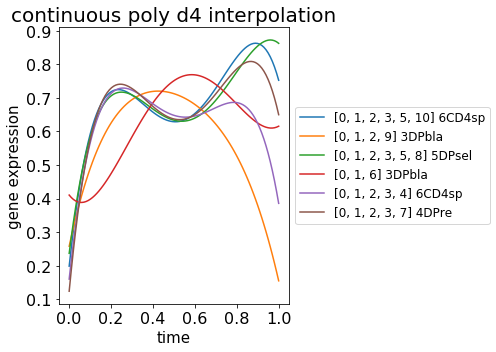 continuous poly d4 interpolation
gene expression
0.9
0.8
0.7
0.6
0.5
0.4
0.3
0.2
0.1
0.0 0.2 0.4 0.6 0.8 1.0
time
[0, 1, 2, 3, 5, 10] 6CD4sp
[0, 1, 2, 9] 3DPbla
[0, 1, 2, 3, 5, 8] 5DPsel
[0, 1, 6] 3DPbla
[0, 1, 2, 3, 4] 6CD4sp
[0, 1, 2, 3, 7] 4DPre